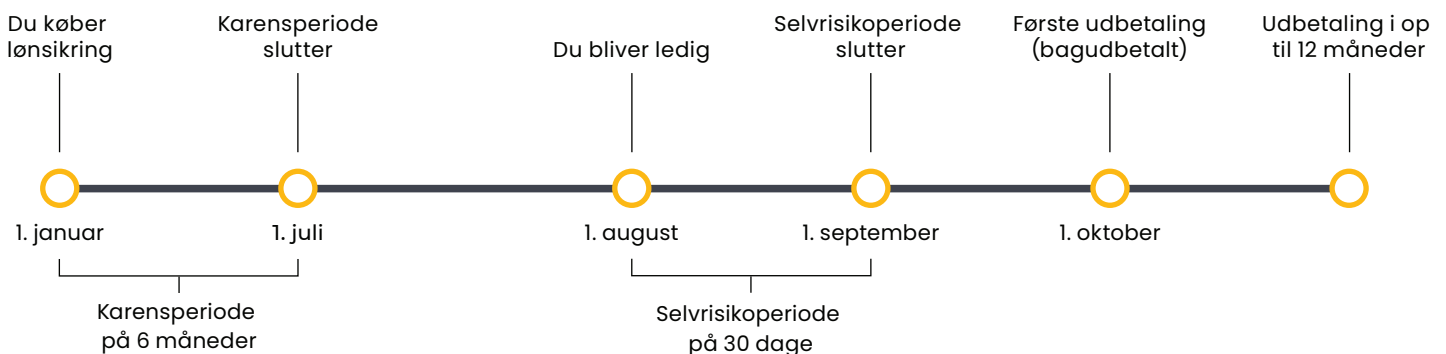 Du køber
lønsikring
Karensperiode
slutter
Du bliver ledig
Selvrisikoperiode
slutter
Første udbetaling
(bagudbetalt)
Udbetaling i op
til 12 måneder
1. januar
1. juli
1. august
1. september
1. oktober
Karensperiode
på 6 måneder
Selvrisikoperiode
på 30 dage